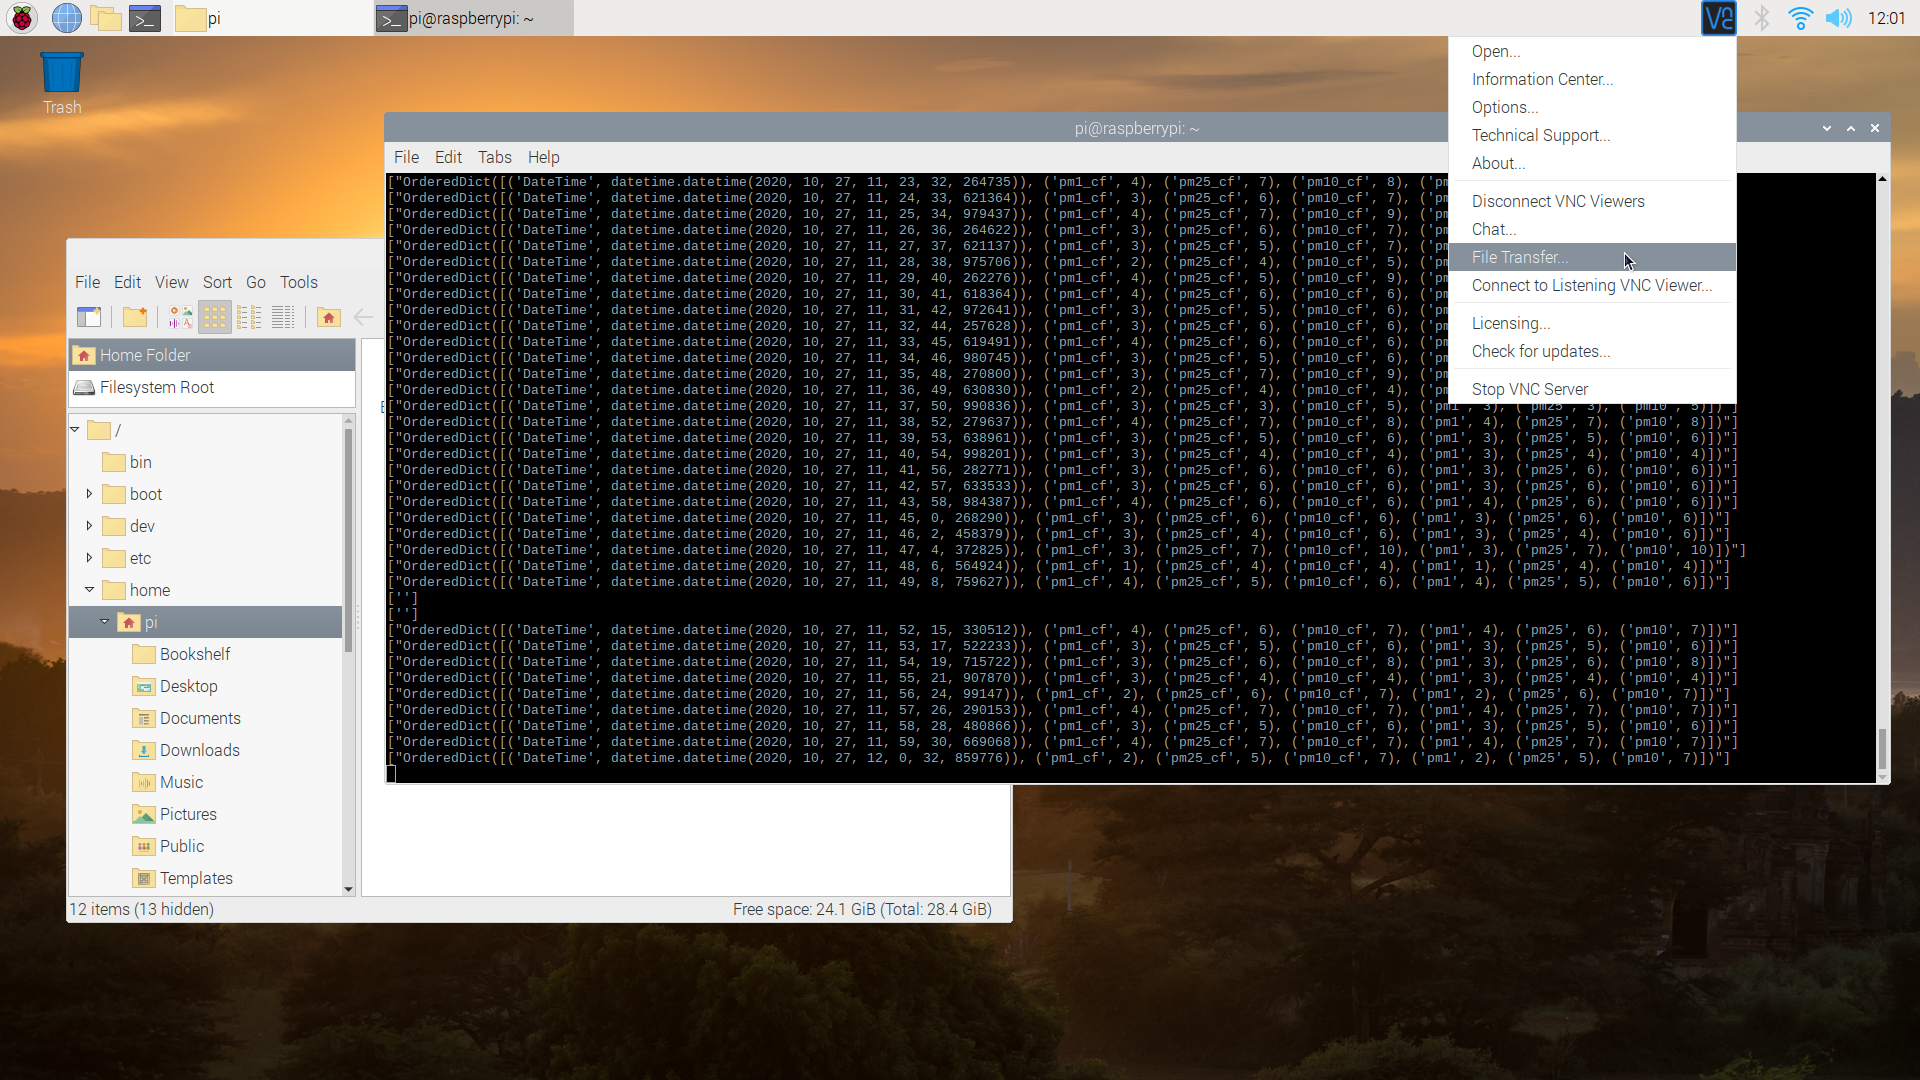 pi
pi@raspberrypi: ~
12:01
Trash
Open...
Information Center...
Options...
Technical Support...
About...
Disconnect VNC Viewers
Chat...
File Transfer...
Connect to Listening VNC Viewer...
Licensing...
Check for updates...
Stop VNC Server
pi@raspberrypi: ~
File Edit Tabs Help
["OrderedDict([('DateTime', datetime.datetime(2020, 10, 27, 11, 23, 32, 264735)), ('pm1_cf', 4), ('pm25_cf', 7), ('pm10_cf', 8), ('pm
["OrderedDict([('DateTime', datetime.datetime(2020, 10, 27, 11, 24, 33, 621364)), ('pm1_cf', 3), ('pm25_cf', 6), ('pm10_cf', 7), ('pm
["OrderedDict([('DateTime', datetime.datetime(2020, 10, 27, 11, 25, 34, 979437)), ('pm1_cf', 4), ('pm25_cf', 7), ('pm10_cf', 9), ('pm
["OrderedDict([('DateTime', datetime.datetime(2020, 10, 27, 11, 26, 36, 264622)), ('pm1_cf', 3), ('pm25_cf', 6), ('pm10_cf', 7), ('pm
["OrderedDict([('DateTime', datetime.datetime(2020, 10, 27, 11, 27, 37, 621137)), ('pm1_cf', 3), ('pm25_cf', 5), ('pm10_cf', 7), ('pm
["OrderedDict([('DateTime', datetime.datetime(2020, 10, 27, 11, 28, 38, 975706)), ('pm1_cf', 2), ('pm25_cf', 4), ('pm10_cf', 5), ('pm
["OrderedDict([('DateTime', datetime.datetime(2020, 10, 27, 11, 29, 40, 262276)), ('pm1_cf', 4), ('pm25_cf', 5), ('pm10_cf', 9), ('pm
["OrderedDict([('DateTime', datetime.datetime(2020, 10, 27, 11, 30, 41, 618364)), ('pm1_cf', 4), ('pm25_cf', 6), ('pm10_cf', 6), ('pm
["OrderedDict([('DateTime', datetime.datetime(2020, 10, 27, 11, 31, 42, 972641)), ('pm1_cf', 3), ('pm25_cf', 5), ('pm10_cf', 6), ('pm
["OrderedDict([('DateTime', datetime.datetime(2020, 10, 27, 11, 32, 44, 257628)), ('pm1_cf', 3), ('pm25_cf', 6), ('pm10_cf', 6), ('pm
["OrderedDict([('DateTime', datetime.datetime(2020, 10, 27, 11, 33, 45, 619491)), ('pm1_cf', 4), ('pm25_cf', 6), ('pm10_cf', 6), ('pm
["OrderedDict([('DateTime', datetime.datetime(2020, 10, 27, 11, 34, 46, 980745)), ('pm1_cf', 3), ('pm25_cf', 5), ('pm10_cf', 6), ('pm
["OrderedDict([('DateTime', datetime.datetime(2020, 10, 27, 11, 35, 48, 270800)), ('pm1_cf', 3), ('pm25_cf', 7), ('pm10_cf', 9), ('pm
["OrderedDict([('DateTime', datetime.datetime(2020, 10, 27, 11, 36, 49, 630830)), ('pm1_cf', 2), ('pm25_cf', 4), ('pm10_cf', 4), ('pm
["OrderedDict([('DateTime', datetime.datetime(2020, 10, 27, 11, 37, 50, 990836)), ('pm1_cf', 3), ('pm25_cf', 3), ('pm10_cf', 5), ('pm1', 3), ('pm25', 3), ('pm10', 5)])"]
["OrderedDict([('DateTime', datetime.datetime(2020, 10, 27, 11, 38, 52, 279637)), ('pm1_cf', 4), ('pm25_cf', 7), ('pm10_cf', 8), ('pm1', 4), ('pm25', 7), ('pm10', 8)])"]
["OrderedDict([('DateTime', datetime.datetime(2020, 10, 27, 11, 39, 53, 638961)), ('pm1_cf', 3), ('pm25_cf', 5), ('pm10_cf', 6), ('pm1', 3), ('pm25', 5), ('pm10', 6)])"]
["OrderedDict([('DateTime', datetime.datetime(2020, 10, 27, 11, 40, 54, 998201)), ('pm1_cf', 3), ('pm25_cf', 4), ('pm10_cf', 4), ('pm1', 3), ('pm25', 4), ('pm10', 4)])"]
["OrderedDict([('DateTime', datetime.datetime(2020, 10, 27, 11, 41, 56, 282771)), ('pm1_cf', 3), ('pm25_cf', 6), ('pm10_cf', 6), ('pm1', 3), ('pm25', 6), ('pm10', 6)])"]
["OrderedDict([('DateTime', datetime.datetime(2020, 10, 27, 11, 42, 57, 633533)), ('pm1_cf', 3), ('pm25_cf', 6), ('pm10_cf', 6), ('pm1', 3), ('pm25', 6), ('pm10', 6)])"]
["OrderedDict([('DateTime', datetime.datetime(2020, 10, 27, 11, 43, 58, 984387)), ('pm1_cf', 4), ('pm25_cf', 6), ('pm10_cf', 6), ('pm1', 4), ('pm25', 6), ('pm10', 6)])"]
["OrderedDict([('DateTime', datetime.datetime(2020, 10, 27, 11, 45, 0, 268290)), ('pm1_cf', 3), ('pm25_cf', 6), ('pm10_cf', 6), ('pm1', 3), ('pm25', 6), ('pm10', 6)])"]
["OrderedDict([('DateTime', datetime.datetime(2020, 10, 27, 11, 46, 2, 458379)), ('pm1_cf', 3), ('pm25_cf', 4), ('pm10_cf', 6), ('pm1', 3), ('pm25', 4), ('pm10', 6)])"]
["OrderedDict([('DateTime', datetime.datetime(2020, 10, 27, 11, 47, 4, 372825)), ('pm1_cf', 3), ('pm25_cf', 7), ('pm10_cf', 10), ('pm1', 3), ('pm25', 7), ('pm10', 10)])"]
["OrderedDict([('DateTime', datetime.datetime(2020, 10, 27, 11, 48, 6, 564924)), ('pm1_cf', 1), ('pm25_cf', 4), ('pm10_cf', 4), ('pm1', 1), ('pm25', 4), ('pm10', 4)])"]
["OrderedDict([('DateTime', datetime.datetime(2020, 10, 27, 11, 49, 8, 759627)), ('pm1_cf', 4), ('pm25_cf', 5), ('pm10_cf', 6), ('pm1', 4), ('pm25', 5), ('pm10', 6)])"]
['']
['']
["OrderedDict([('DateTime', datetime.datetime(2020, 10, 27, 11, 52, 15, 330512)), ('pm1_cf', 4), ('pm25_cf', 6), ('pm10_cf', 7), ('pm1', 4), ('pm25', 6), ('pm10', 7)])"]
["OrderedDict([('DateTime', datetime.datetime(2020, 10, 27, 11, 53, 17, 522233)), ('pm1_cf', 3), ('pm25_cf', 5), ('pm10_cf', 6), ('pm1', 3), ('pm25', 5), ('pm10', 6)])"]
["OrderedDict([('DateTime', datetime.datetime(2020, 10, 27, 11, 54, 19, 715722)), ('pm1_cf', 3), ('pm25_cf', 6), ('pm10_cf', 8), ('pm1', 3), ('pm25', 6), ('pm10', 8)])"]
["OrderedDict([('DateTime', datetime.datetime(2020, 10, 27, 11, 55, 21, 907870)), ('pm1_cf', 3), ('pm25_cf', 4), ('pm10_cf', 4), ('pm1', 3), ('pm25', 4), ('pm10', 4)])"]
["OrderedDict([('DateTime', datetime.datetime(2020, 10, 27, 11, 56, 24, 99147)), ('pm1_cf', 2), ('pm25_cf', 6), ('pm10_cf', 7), ('pm1', 2), ('pm25', 6), ('pm10', 7)])"]
["OrderedDict([('DateTime', datetime.datetime(2020, 10, 27, 11, 57, 26, 290153)), ('pm1_cf', 4), ('pm25_cf', 7), ('pm10_cf', 7), ('pm1', 4), ('pm25', 7), ('pm10', 7)])"]
["OrderedDict([('DateTime', datetime.datetime(2020, 10, 27, 11, 58, 28, 480866)), ('pm1_cf', 3), ('pm25_cf', 5), ('pm10_cf', 6), ('pm1', 3), ('pm25', 5), ('pm10', 6)])"]
["OrderedDict([('DateTime', datetime.datetime(2020, 10, 27, 11, 59, 30, 669068)), ('pm1_cf', 4), ('pm25_cf', 7), ('pm10_cf', 7), ('pm1', 4), ('pm25', 7), ('pm10', 7)])"]
["OrderedDict([('DateTime', datetime.datetime(2020, 10, 27, 12, 0, 32, 859776)), ('pm1_cf', 2), ('pm25_cf', 5), ('pm10_cf', 7), ('pm1', 2), ('pm25', 5), ('pm10', 7)])"]
File Edit View Sort Go Tools
Home Folder
Filesystem Root
/
bin
boot
dev
etc
home
pi
Bookshelf
Desktop
Documents
Downloads
Music
Pictures
Public
Templates
12 items (13 hidden)
Free space: 24.1 GiB (Total: 28.4 GiB)